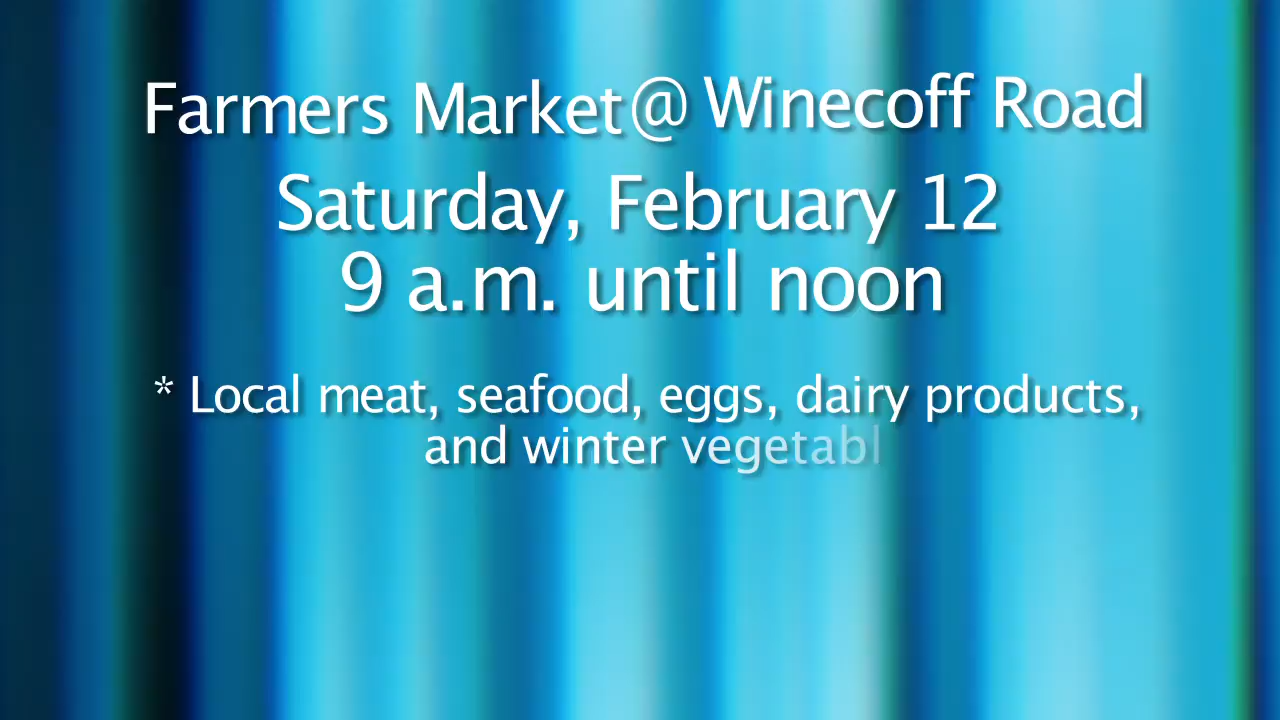 Farmers Market @ Winecoff Road
Saturday, February 12
9 a.m. until noon
* Local meat, seafood, eggs, dairy products,
and winter vegetabl